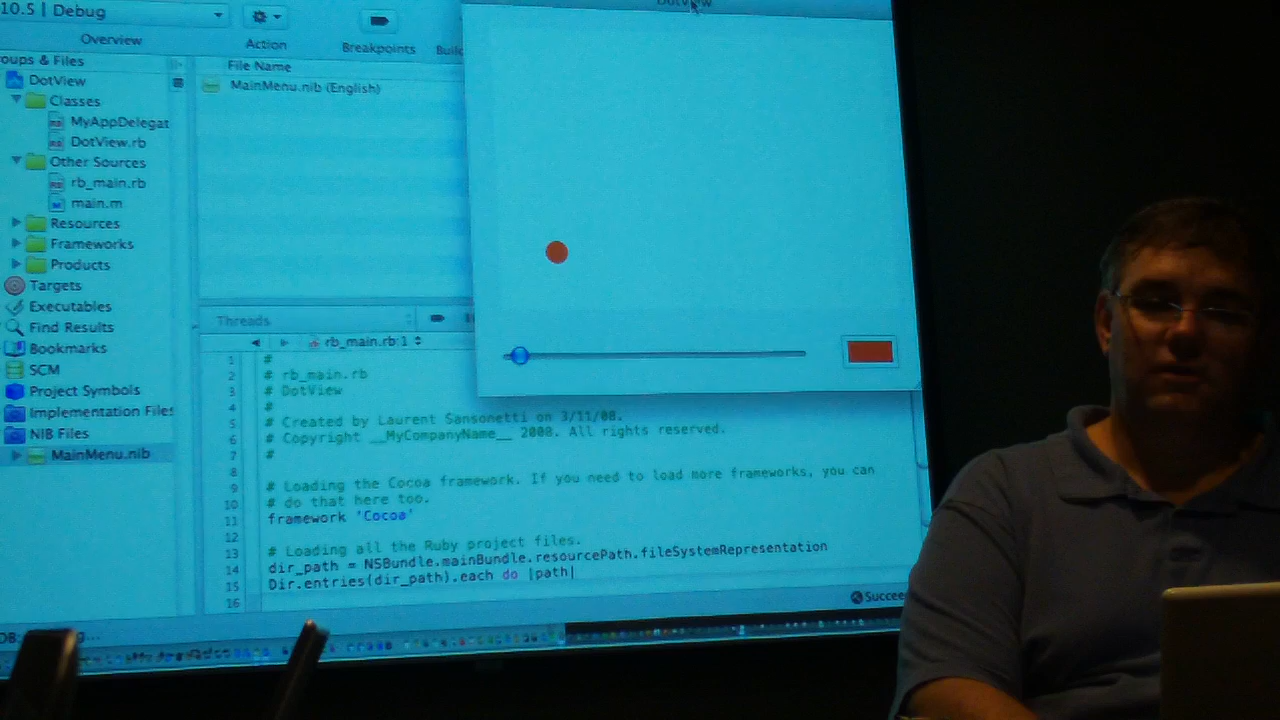 10.5 | Debug
Overview
Action
Breakpoints
DotView
oups & Files
DotView
Classes
MyAppDelegat
DotView.rb
Other Sources
rb_main.rb
main.m
Resources
Frameworks
Products
Targets
Executables
Find Results
Bookmarks
SCM
Project Symbols
Implementation Files
NIB Files
MainMenu.nib
File Name
MainMenu.nib (English)
Threads
rb_main.rb:1
1 #
2 # rb_main.rb
3 # DotView
4 #
5 # Created by Laurent Sansonetti on 3/11/08.
6 # Copyright __MyCompanyName__ 2008. All rights reserved.
7 #
8
9 # Loading the Cocoa framework. If you need to load more frameworks, you can
10 # do that here too.
11 framework 'Cocoa'
12
13 # Loading all the Ruby project files.
14 dir_path = NSBundle.mainBundle.resourcePath.fileSystemRepresentation
15 Dir.entries(dir_path).each do |path|
16
Succee